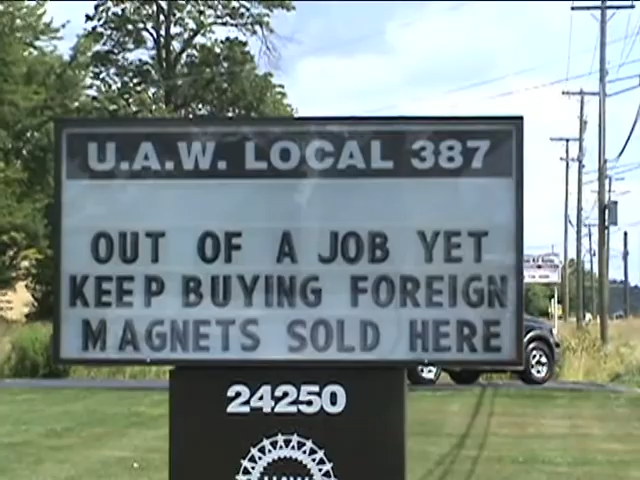 U.A.W. LOCAL 387
OUT OF A JOB YET
KEEP BUYING FOREIGN
MAGNETS SOLD HERE
24250